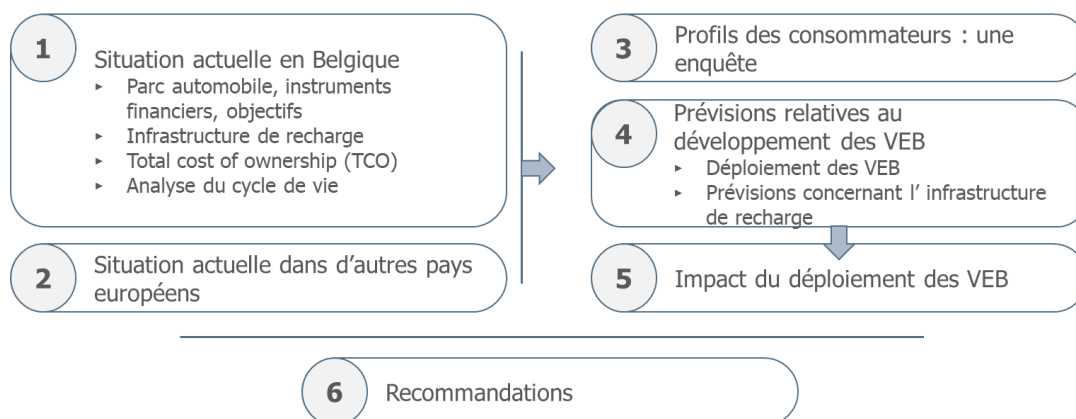 1
Situation actuelle en Belgique
▸ Parc automobile, instruments
financiers, objectifs
▸ Infrastructure de recharge
▸ Total cost of ownership (TCO)
▸ Analyse du cycle de vie
2
Situation actuelle dans d’autres pays
européens
3
Profils des consommateurs : une
enquête
4
Prévisions relatives au
développement des VEB
▸ Déploiement des VEB
▸ Prévisions concernant l’ infrastructure
de recharge
5
Impact du déploiement des VEB
6
Recommandations